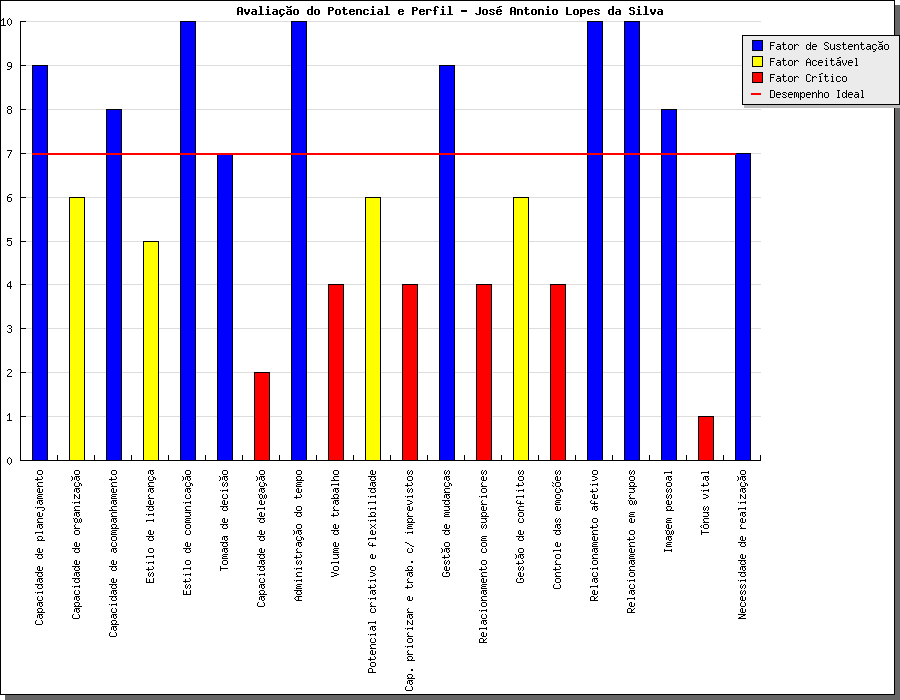 Avaliação do Potencial e Perfil - José Antonio Lopes da Silva
Fator de Sustentação
Fator Aceitável
Fator Crítico
Desempenho Ideal
10
9
8
7
6
5
4
3
2
1
0
Capacidade de planejamento
Capacidade de organização
Capacidade de acompanhamento
Estilo de liderança
Estilo de comunicação
Tomada de decisão
Capacidade de delegação
Administração do tempo
Volume de trabalho
Potencial criativo e flexibilidade
Cap. priorizar e trab. c/ imprevistos
Gestão de mudanças
Relacionamento com superiores
Gestão de conflitos
Controle das emoções
Relacionamento afetivo
Relacionamento em grupos
Imagem pessoal
Tônus vital
Necessidade de realização